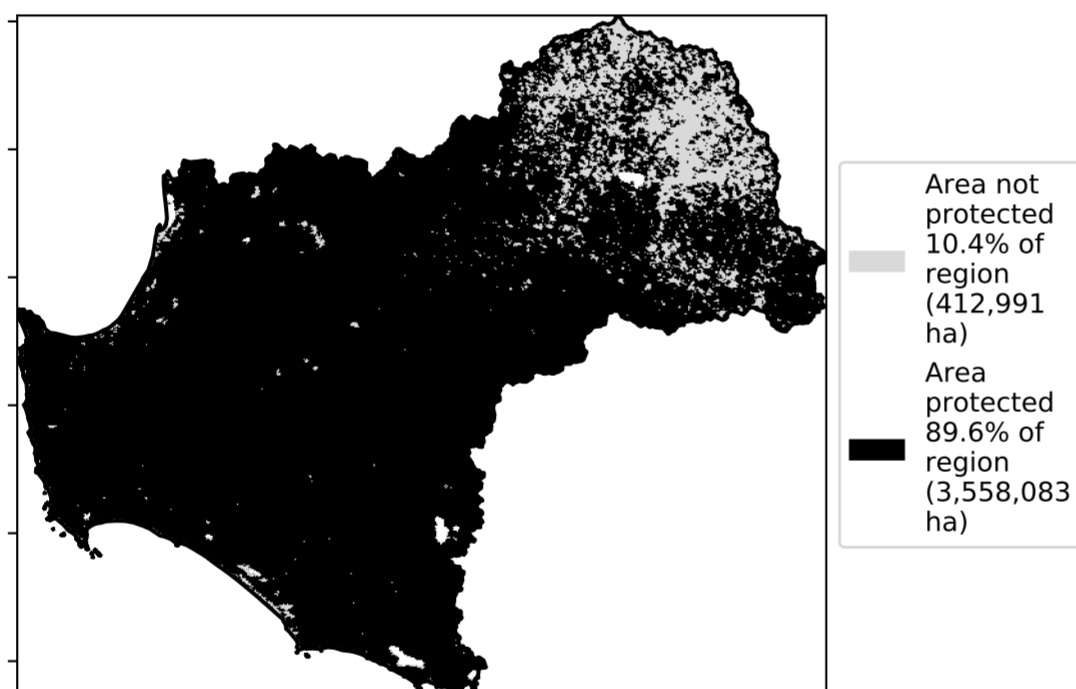 Area not
protected
10.4% of
region
(412,991
ha)
Area
protected
89.6% of
region
(3,558,083
ha)